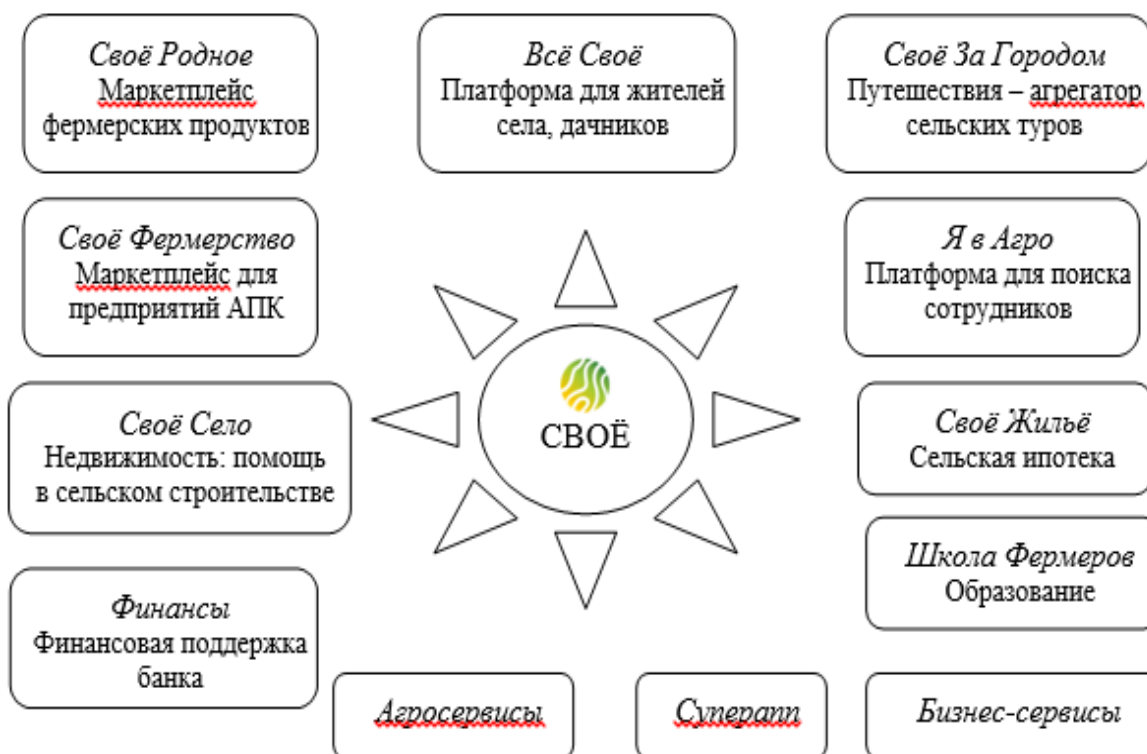 Своё Родное
Маркетплейс
фермерских продуктов
Всё Своё
Платформа для жителей
села, дачников
Своё За Городом
Путешествия – агрегатор
сельских туров
Своё Фермерство
Маркетплейс для
предприятий АПК
Я в Агро
Платформа для поиска
сотрудников
СВОЁ
Своё Село
Недвижимость: помощь
в сельском строительстве
Своё Жильё
Сельская ипотека
Школа Фермеров
Образование
Финансы
Финансовая поддержка
банка
Агросервисы
Суперапп
Бизнес-сервисы